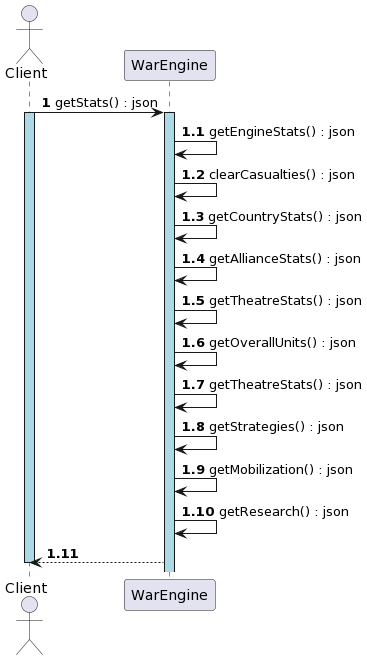 Client
WarEngine
1 getStats() : json
1.1 getEngineStats() : json
1.2 clearCasualties() : json
1.3 getCountryStats() : json
1.4 getAllianceStats() : json
1.5 getTheatreStats() : json
1.6 getOverallUnits() : json
1.7 getTheatreStats() : json
1.8 getStrategies() : json
1.9 getMobilization() : json
1.10 getResearch() : json
1.11
Client
WarEngine